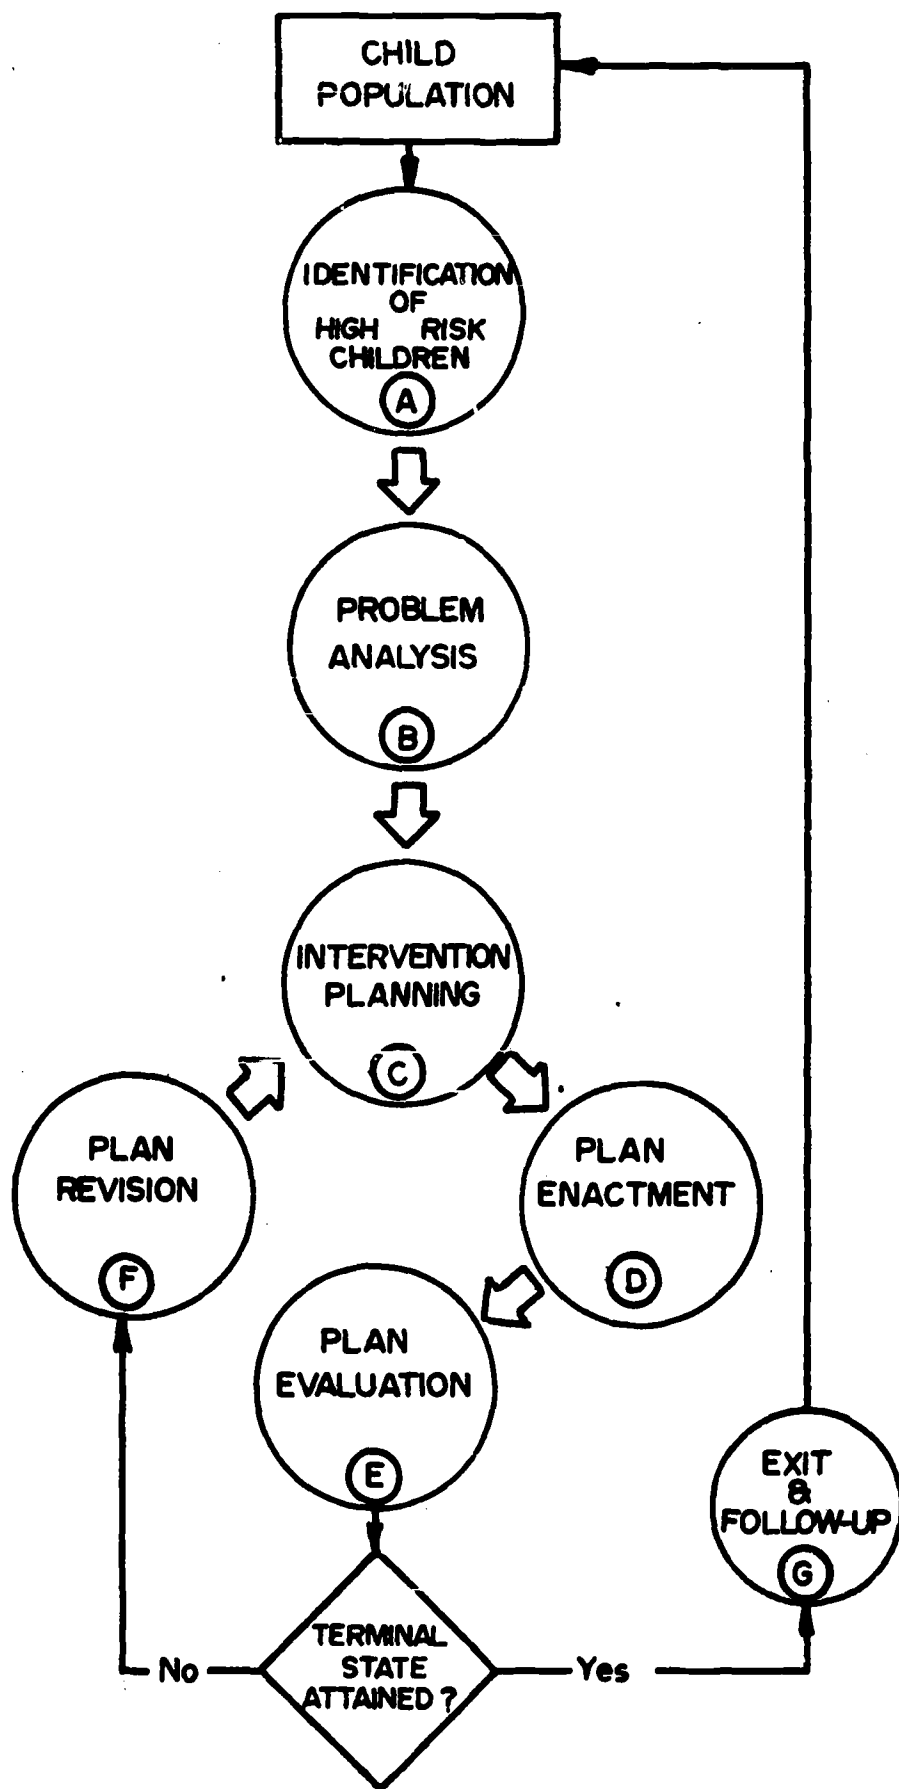 CHILD
POPULATION
IDENTIFICATION
OF
HIGH RISK
CHILDREN
A
PROBLEM
ANALYSIS
B
INTERVENTION
PLANNING
C
PLAN
REVISION
F
PLAN
ENACTMENT
D
PLAN
EVALUATION
E
EXIT
&
FOLLOW-UP
G
TERMINAL
STATE
ATTAINED?
No
Yes